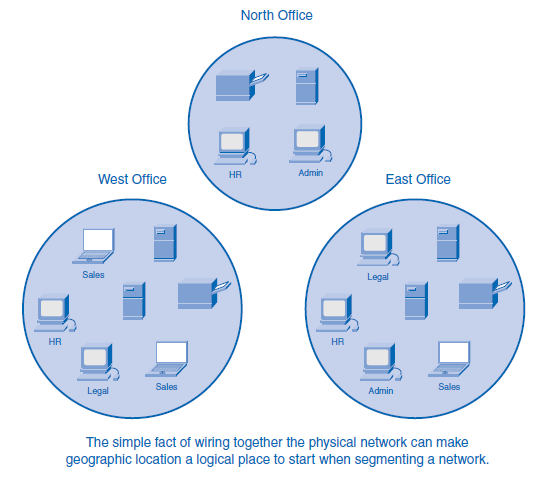 North Office
HR
Admin
West Office
Sales
HR
Legal
Sales
East Office
Legal
HR
Admin
Sales
The simple fact of wiring together the physical network can make
geographic location a logical place to start when segmenting a network.